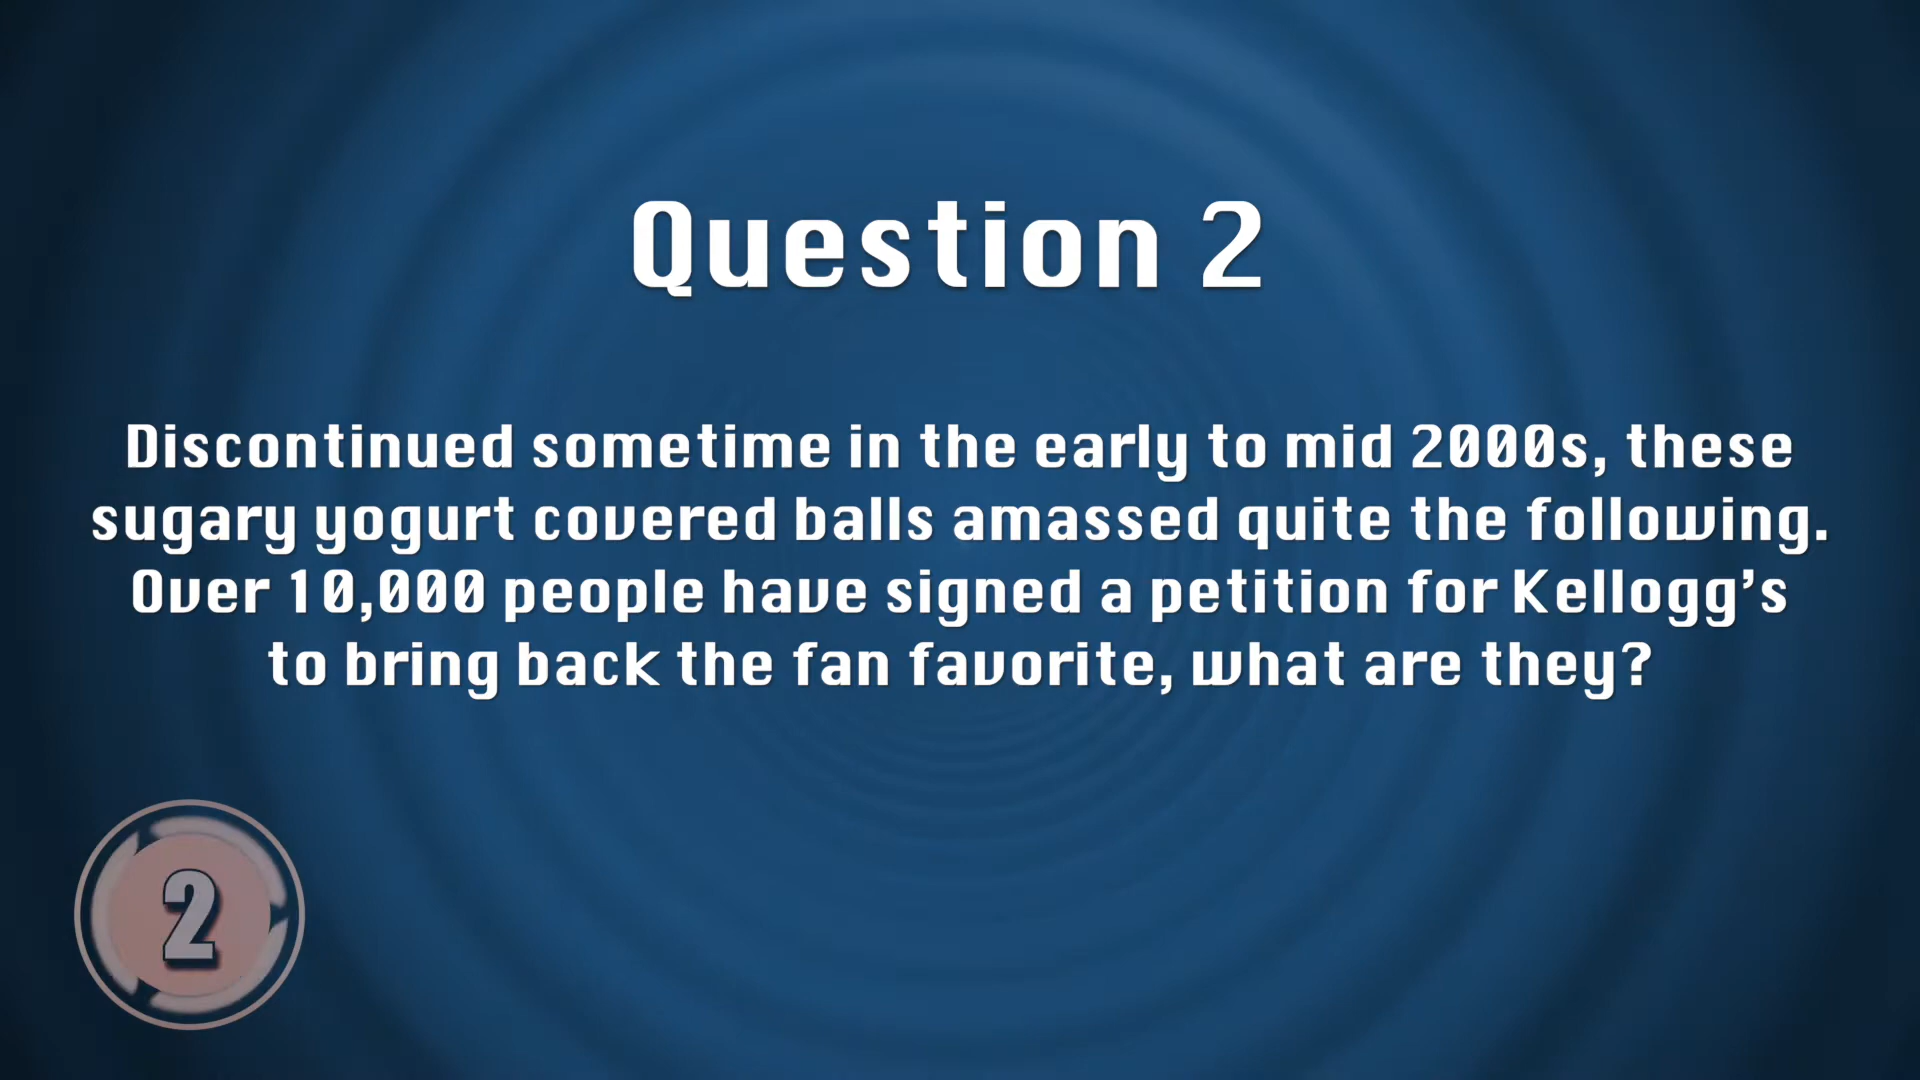 Question 2
Discontinued sometime in the early to mid 2000s, these
sugary yogurt covered balls amassed quite the following.
Over 10,000 people have signed a petition for Kellogg's
to bring back the fan favorite, what are they?
2